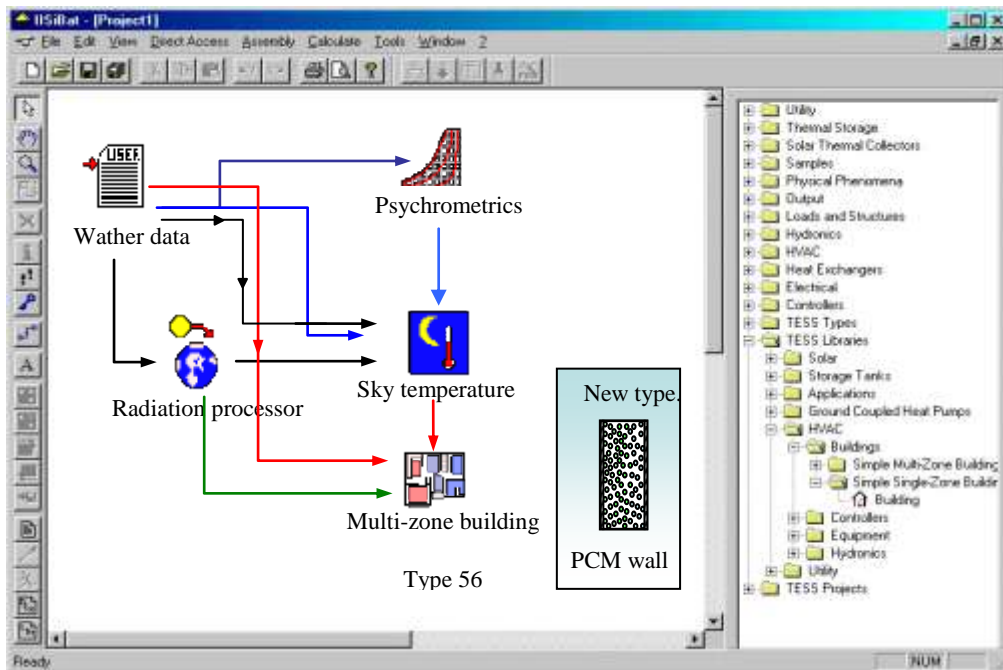 IISiBat - [Project1]
File Edit View Direct Access Assembly Calculate Tools Window ?
USER
Wather data
Psychrometrics
Radiation processor
Sky temperature
Multi-zone building
Type 56
New type.
PCM wall
Utility
Thermal Storage
Solar Thermal Collectors
Samples
Physical Phenomena
Output
Loads and Structures
Hydronics
HVAC
Heat Exchangers
Electrical
Controllers
TESS Types
TESS Libraries
Solar
Storage Tanks
Applications
Ground Coupled Heat Pumps
HVAC
Buildings
Simple Multi-Zone Building
Simple Single-Zone Buildin
Building
Controllers
Equipment
Hydronics
Utility
TESS Projects
Ready
NUM